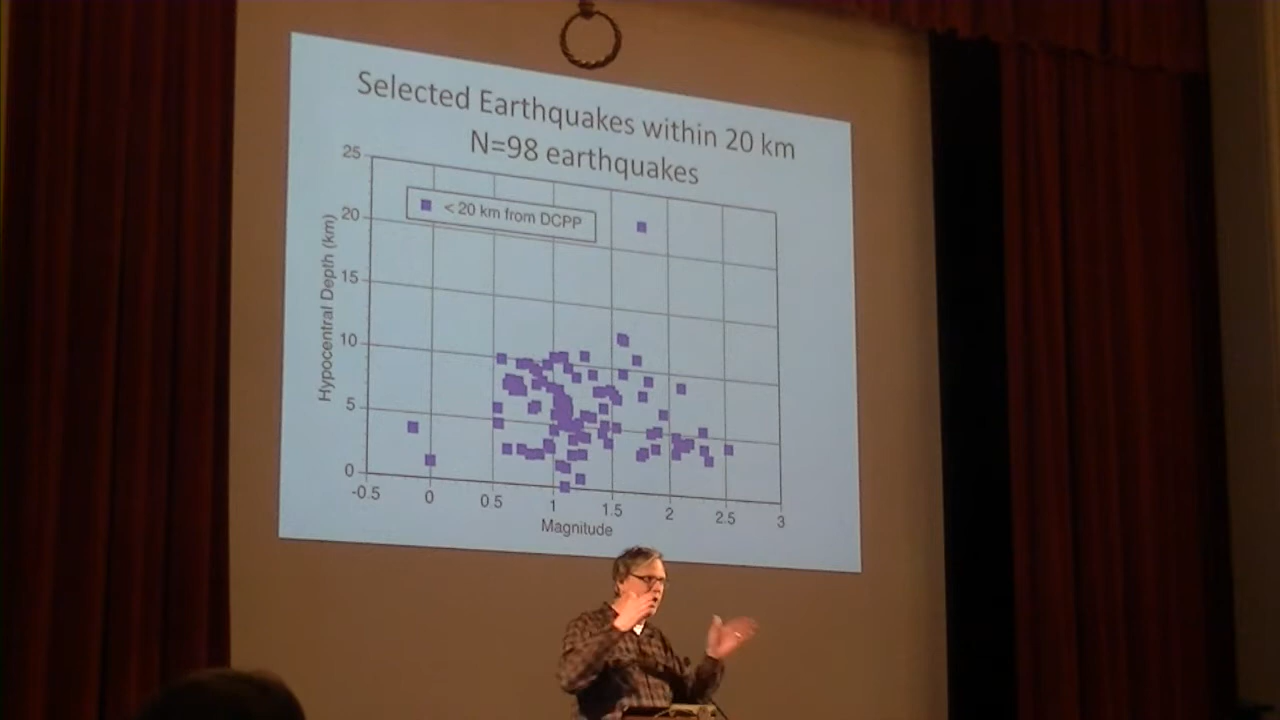 Selected Earthquakes within 20 km
N=98 earthquakes
< 20 km from DCPP
Hypocentral Depth (km)
25
20
15
10
5
0
-0.5 0 0.5 1 1.5 2 2.5 3
Magnitude